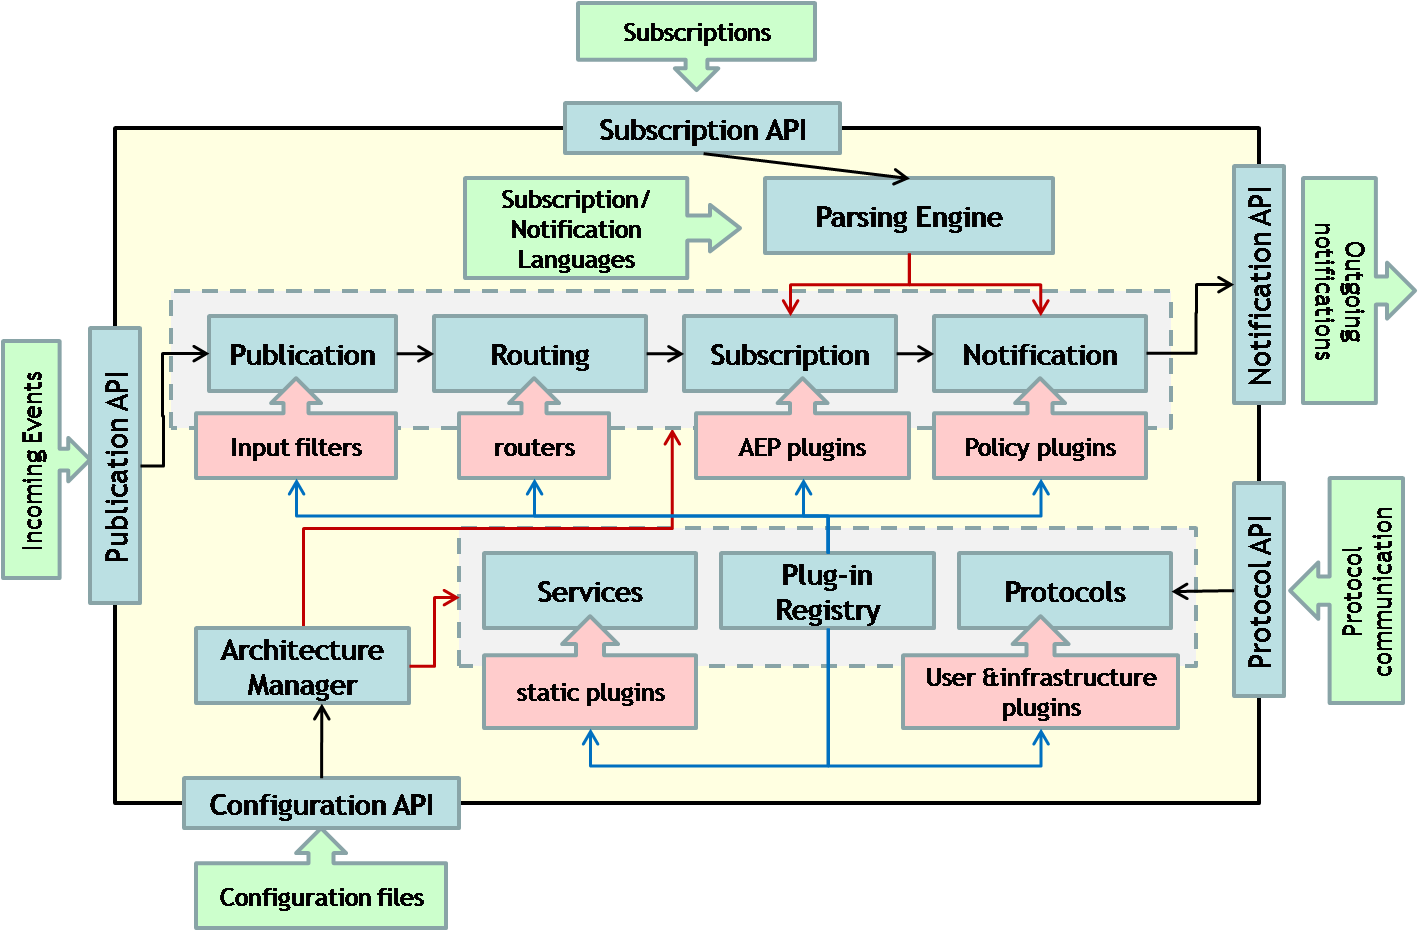 Subscriptions
Subscription API
Subscription/
Notification
Languages
Parsing Engine
Notification API
Outgoing
notifications
Incoming Events
Publication API
Publication
Routing
Subscription
Notification
Input filters
routers
AEP plugins
Policy plugins
Services
Plug-in
Registry
Protocols
Protocol API
Protocol
communication
Architecture
Manager
static plugins
User &infrastructure
plugins
Configuration API
Configuration files